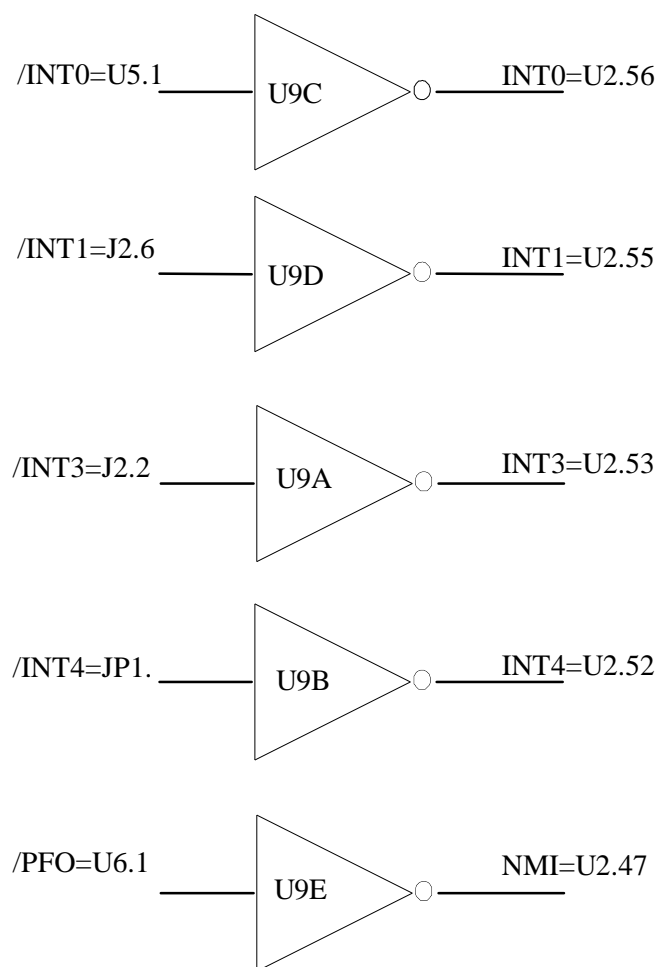 /INT0=U5.1 U9C INT0=U2.56
/INT1=J2.6 U9D INT1=U2.55
/INT3=J2.2 U9A INT3=U2.53
/INT4=JP1. U9B INT4=U2.52
/PFO=U6.1 U9E NMI=U2.47